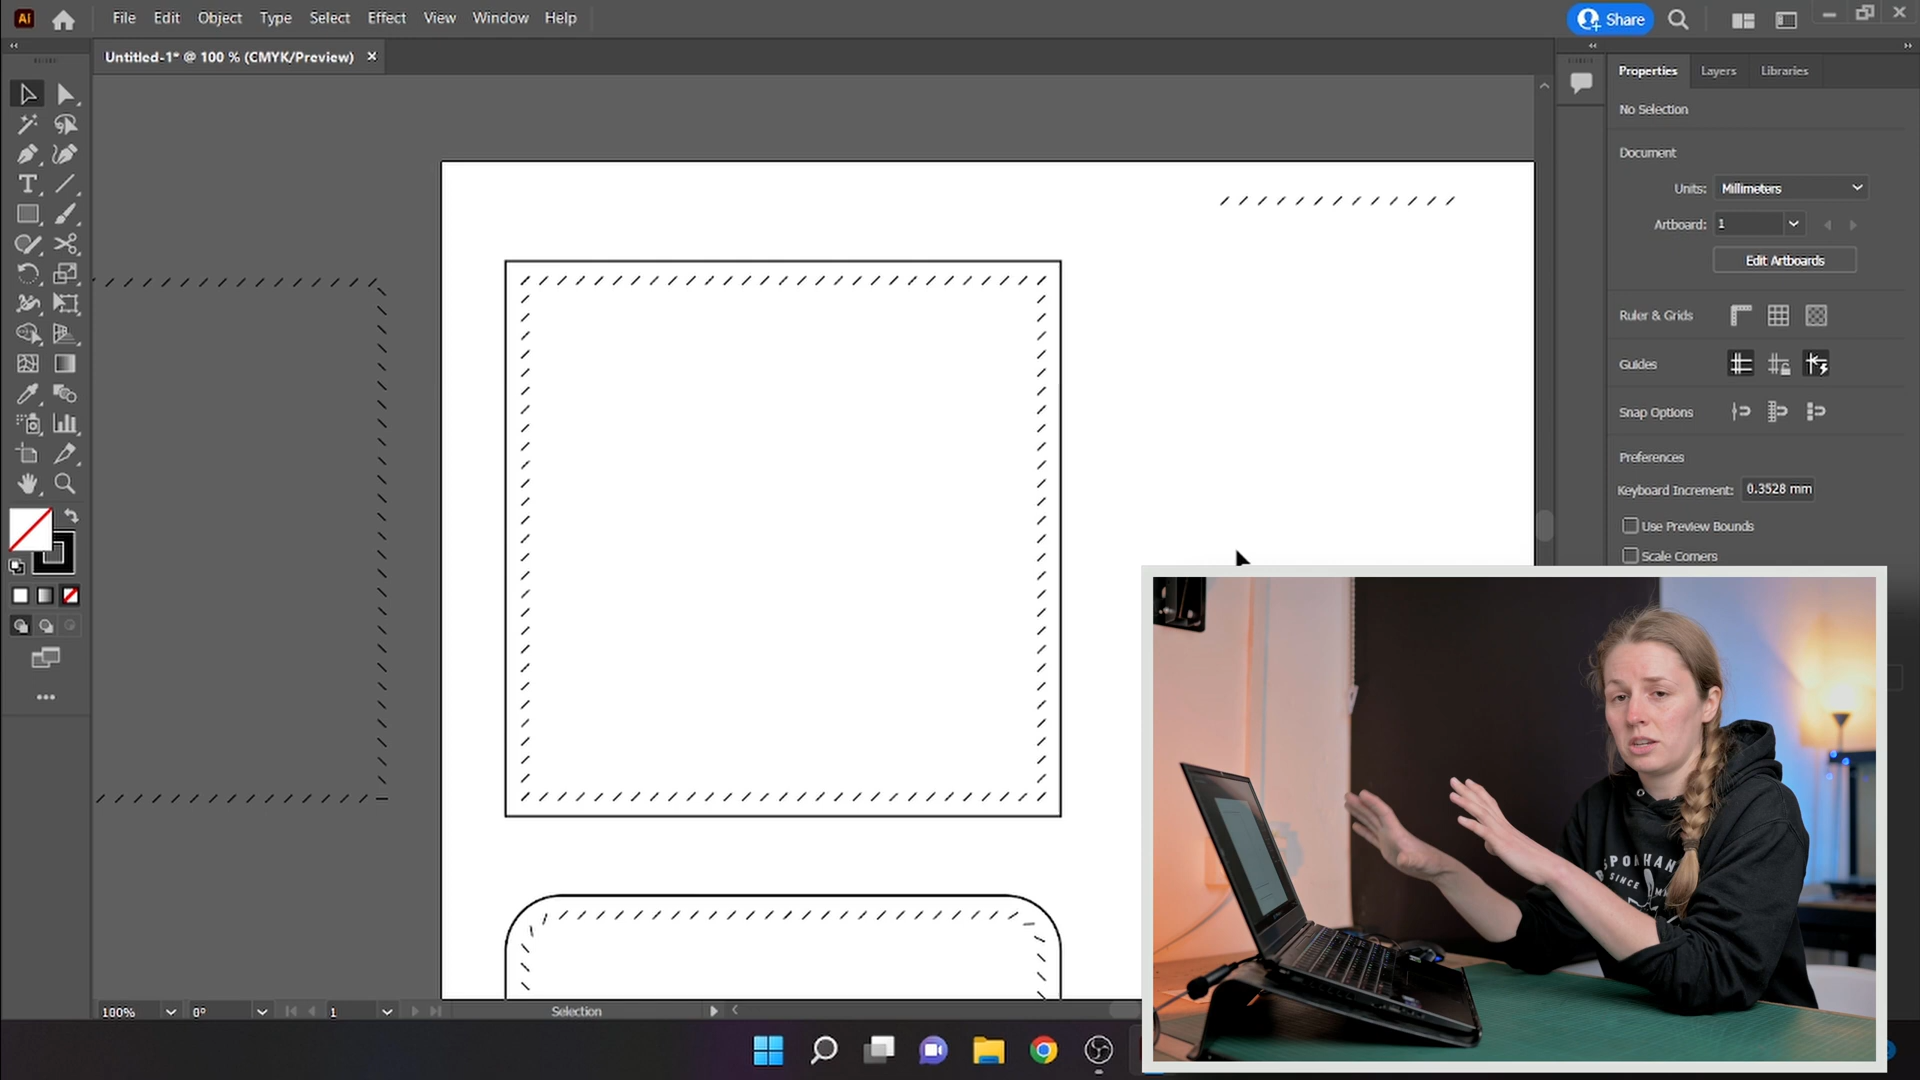 Ai
File Edit Object Type Select Effect View Window Help
Share
Untitled-1* @ 100 % (CMYK/Preview)
Properties Layers Libraries
No Selection
Document
Units: Millimeters
Artboard: 1
Edit Artboards
Ruler & Grids
Guides
Snap Options
Preferences
Keyboard Increment: 0.3528 mm
Use Preview Bounds
Scale Corners
SINCE
100% 0° 1 Selection